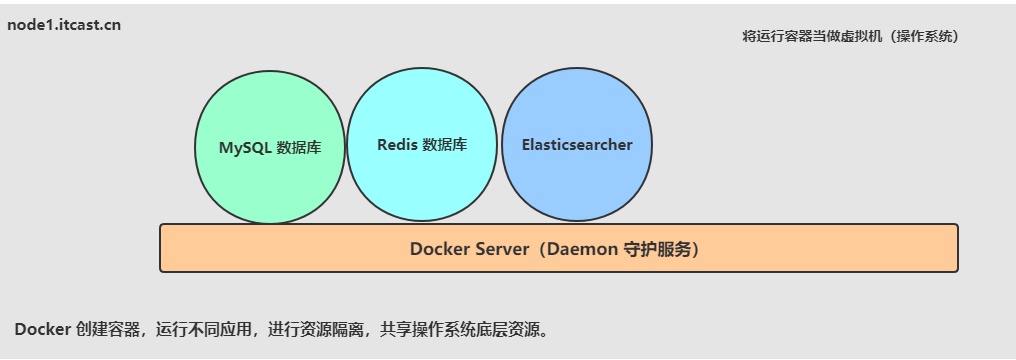 node1.itcast.cn
将运行容器当做虚拟机（操作系统）
MySQL 数据库
Redis 数据库
Elasticsearcher
Docker Server（Daemon 守护服务）
Docker 创建容器，运行不同应用，进行资源隔离，共享操作系统底层资源。